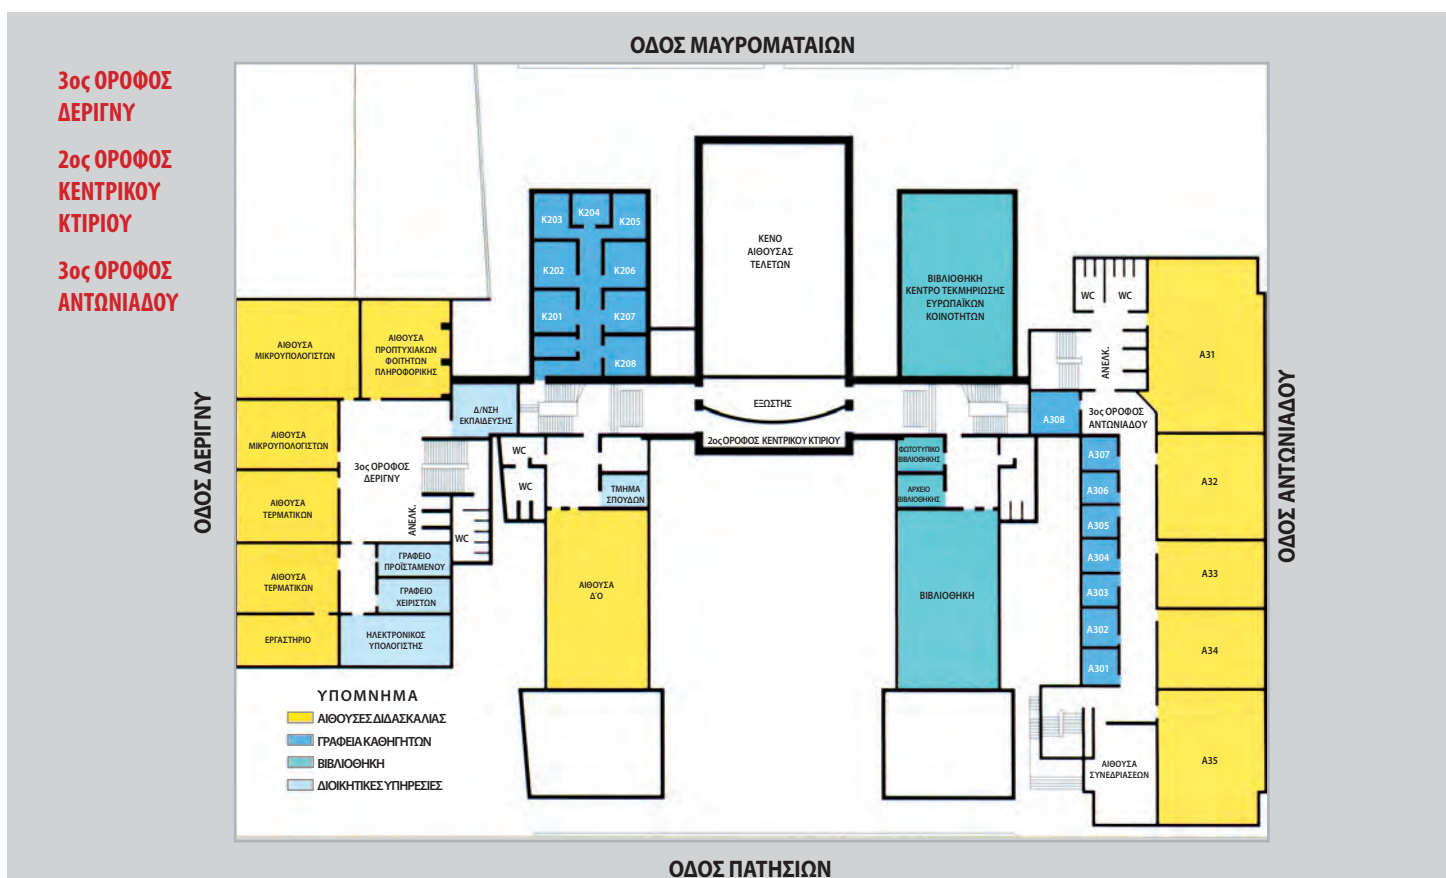 ΟΔΟΣ ΜΑΥΡΟΜΑΤΑΙΩΝ
3ος ΟΡΟΦΟΣ
ΔΕΡΙΓΝΥ
2ος ΟΡΟΦΟΣ
ΚΕΝΤΡΙΚΟΥ
ΚΤΙΡΙΟΥ
3ος ΟΡΟΦΟΣ
ΑΝΤΩΝΙΑΔΟΥ
ΟΔΟΣ ΔΕΡΙΓΝΥ
ΑΙΘΟΥΣΑ
ΜΙΚΡΟΥΠΟΛΟΓΙΣΤΩΝ
ΑΙΘΟΥΣΑ
ΠΡΟΠΤΥΧΙΑΚΩΝ
ΦΟΙΤΗΤΩΝ
ΠΛΗΡΟΦΟΡΙΚΗΣ
ΑΙΘΟΥΣΑ
ΜΙΚΡΟΥΠΟΛΟΓΙΣΤΩΝ
ΑΙΘΟΥΣΑ
ΤΕΡΜΑΤΙΚΩΝ
ΑΙΘΟΥΣΑ
ΤΕΡΜΑΤΙΚΩΝ
ΕΡΓΑΣΤΗΡΙΟ
3ος ΟΡΟΦΟΣ
ΔΕΡΙΓΝΥ
ΑΝΕΛΚ.
WC
ΓΡΑΦΕΙΟ
ΠΡΟΪΣΤΑΜΕΝΟΥ
ΓΡΑΦΕΙΟ
ΧΕΙΡΙΣΤΩΝ
ΗΛΕΚΤΡΟΝΙΚΟΣ
ΥΠΟΛΟΓΙΣΤΗΣ
Δ/ΝΣΗ
ΕΚΠΑΙΔΕΥΣΗΣ
K203
K204
K205
K202
K206
K201
K207
K208
WC
WC
ΤΜΗΜΑ
ΣΠΟΥΔΩΝ
ΑΙΘΟΥΣΑ
Δ'Ο
ΚΕΝΟ
ΑΙΘΟΥΣΑΣ
ΤΕΛΕΤΩΝ
ΕΞΩΣΤΗΣ
2ος ΟΡΟΦΟΣ ΚΕΝΤΡΙΚΟΥ ΚΤΙΡΙΟΥ
ΒΙΒΛΙΟΘΗΚΗ
ΚΕΝΤΡΟ ΤΕΚΜΗΡΙΩΣΗΣ
ΕΥΡΩΠΑΪΚΩΝ
ΚΟΙΝΟΤΗΤΩΝ
ΦΩΤΟΤΥΠΙΚΟ
ΒΙΒΛΙΟΘΗΚΗΣ
ΑΡΧΕΙΟ
ΒΙΒΛΙΟΘΗΚΗΣ
ΒΙΒΛΙΟΘΗΚΗ
WC
WC
ΑΝΕΛΚ.
A308
3ος ΟΡΟΦΟΣ
ΑΝΤΩΝΙΑΔΟΥ
A307
A306
A305
A304
A303
A302
A301
A31
A32
A33
A34
A35
ΑΙΘΟΥΣΑ
ΣΥΝΕΔΡΙΑΣΕΩΝ
ΟΔΟΣ ΑΝΤΩΝΙΑΔΟΥ
ΥΠΟΜΝΗΜΑ
ΑΙΘΟΥΣΕΣ ΔΙΔΑΣΚΑΛΙΑΣ
ΓΡΑΦΕΙΑ ΚΑΘΗΓΗΤΩΝ
ΒΙΒΛΙΟΘΗΚΗ
ΔΙΟΙΚΗΤΙΚΕΣ ΥΠΗΡΕΣΙΕΣ
ΟΔΟΣ ΠΑΤΗΣΙΩΝ